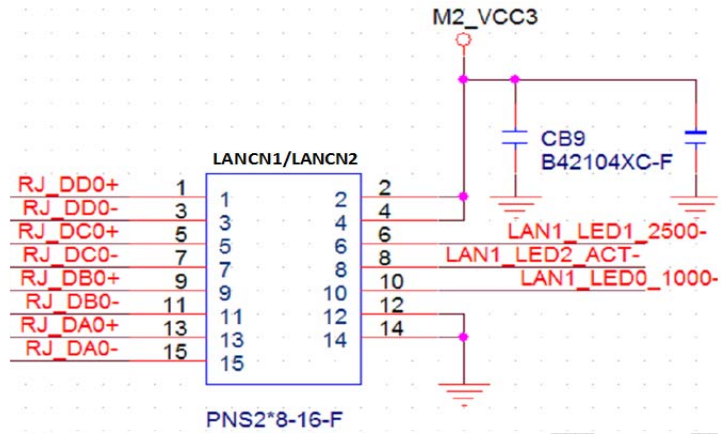 M2_VCC3
CB9
B42104XC-F
LANCN1/LANCN2
RJ_DD0+ 1 1 2 2
RJ_DD0- 3 3 4 4
RJ_DC0+ 5 5 6 6 LAN1_LED1_2500-
RJ_DC0- 7 7 8 8 LAN1_LED2_ACT-
RJ_DB0+ 9 9 10 10 LAN1_LED0_1000-
RJ_DB0- 11 11 12 12
RJ_DA0+ 13 13 14 14
RJ_DA0- 15 15
PNS2*8-16-F